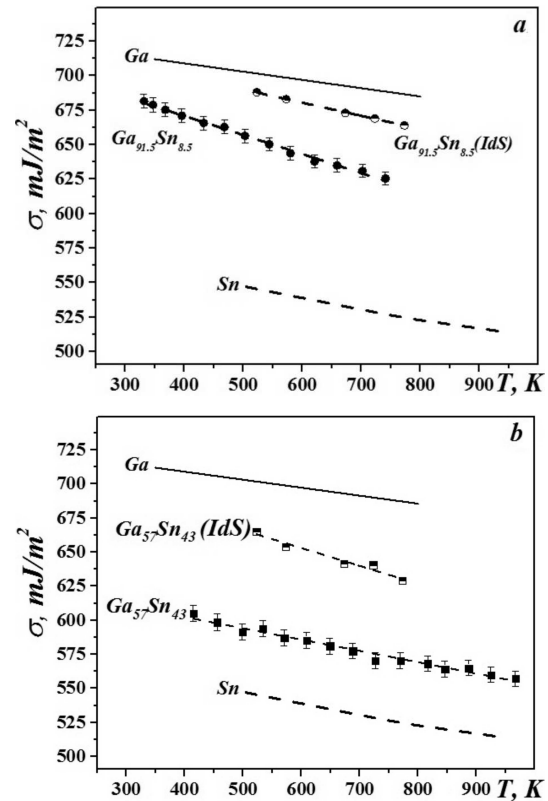 a
725
Ga
700
Ga91.5Sn8.5(IdS)
675
Ga91.5Sn8.5
650
625
600
575
550
Sn
525
500
σ, mJ/m²
300 400 500 600 700 800 900 T, K
b
725
Ga
700
675
Ga57Sn43(IdS)
650
625
Ga57Sn43
600
575
550
Sn
525
500
σ, mJ/m²
300 400 500 600 700 800 900 T, K